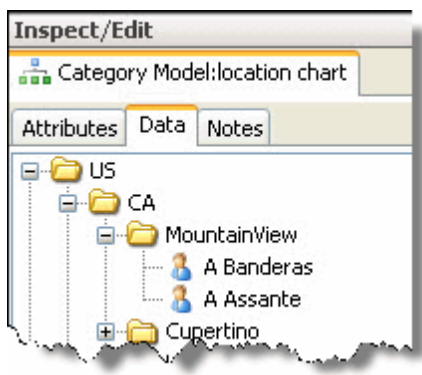 Inspect/Edit
Category Model:location chart
Attributes Data Notes
US
CA
MountainView
A Banderas
A Assante
Cupertino